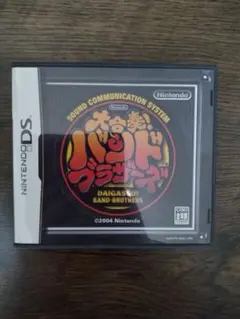 NINTENDO DS
Nintendo
SOUND COMMUNICATION SYSTEM
大合奏!
バンド
ブラザーズ
DAIGASSO!
BAND-BROTHERS
©2004 Nintendo